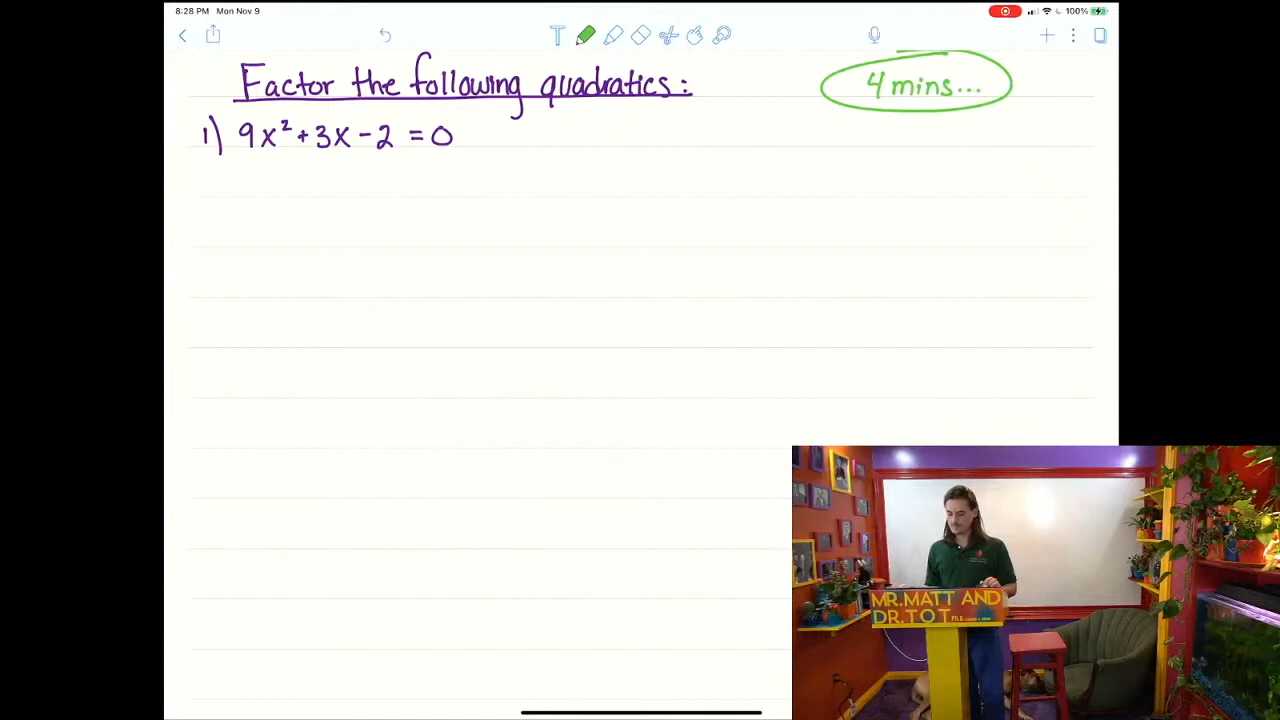 8:28 PM Mon Nov 9
100%
T
Factor the following quadratics:
4 mins...
1) 9x² + 3x - 2 = 0
MR. MATT AND
DR. TOT